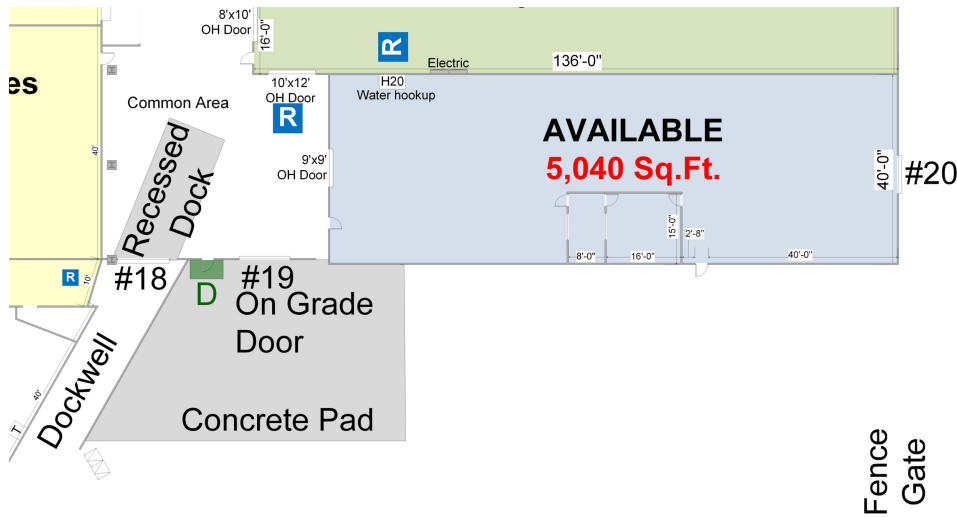 8'x10'
OH Door
16'-0"
R
Electric
136'-0"
es
10'x12'
OH Door
H20
Water hookup
Common Area
R
AVAILABLE
5,040 Sq.Ft.
40'
9'x9'
OH Door
40'-0"
#20
Recessed
Dock
15'-0"
2'-8"
8'-0"
16'-0"
40'-0"
R
10'
#18
D
#19
On Grade
Door
Dockwell
40'
T
Concrete Pad
Fence
Gate